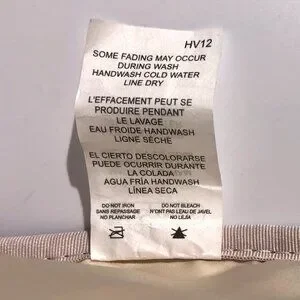 HV12
SOME FADING MAY OCCUR
DURING WASH
HANDWASH COLD WATER
LINE DRY
L'EFFACEMENT PEUT SE
PRODUIRE PENDANT
LE LAVAGE
EAU FROIDE HANDWASH
LIGNE SÈCHE
EL CIERTO DESCOLORARSE
PUEDE OCURRIR DURANTE
LA COLADA
AGUA FRÍA HANDWASH
LÍNEA SECA
DO NOT IRON DO NOT BLEACH
SANS REPASSAGE N'ONT PAS L'EAU DE JAVEL
NO PLANCHAR NO LEJÍA